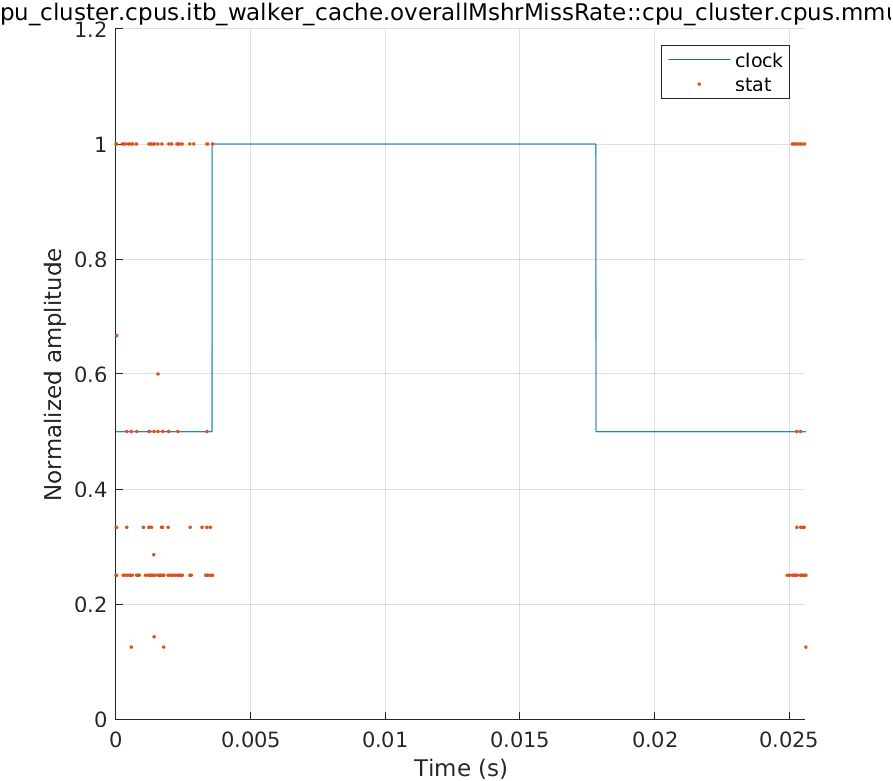 pu_cluster.cpus.itb_walker_cache.overallMshrMissRate::cpu_cluster.cpus.mmu
1.2
clock
stat
1
0.8
0.6
0.4
0.2
0
Normalized amplitude
0 0.005 0.01 0.015 0.02 0.025
Time (s)